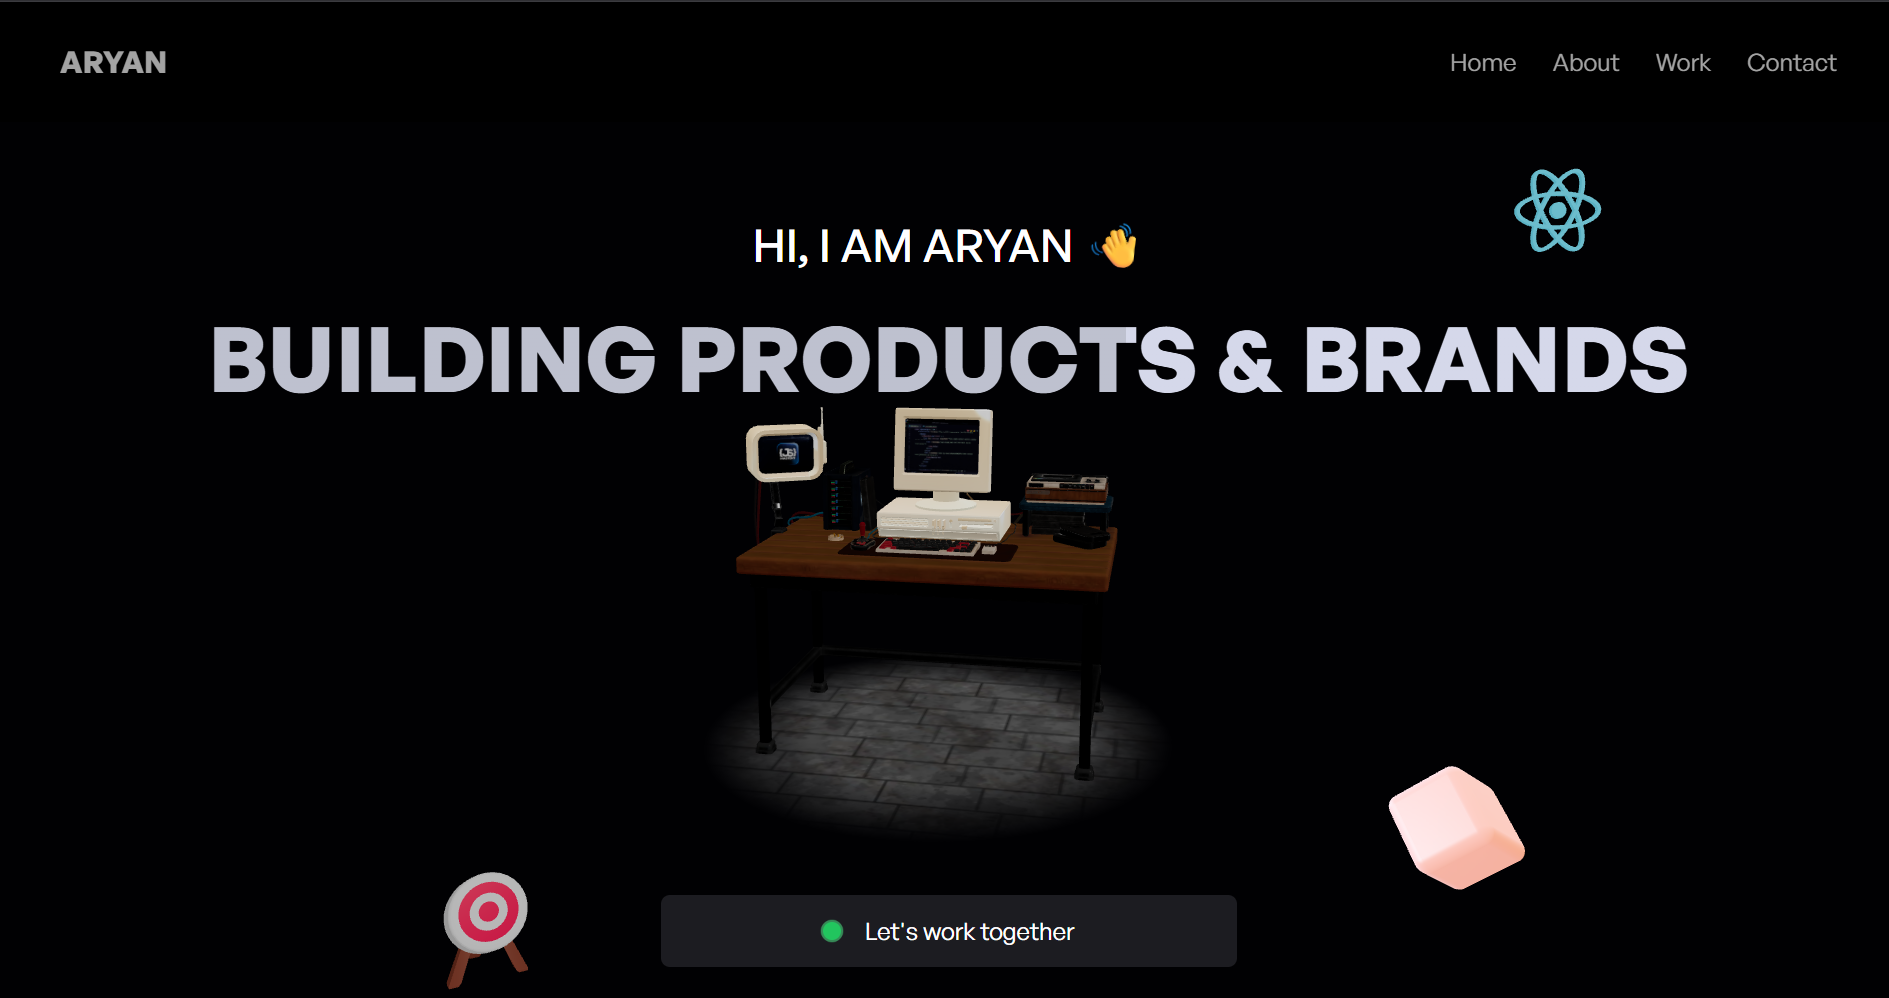 ARYAN
Home About Work Contact
HI, I AM ARYAN 👋
BUILDING PRODUCTS & BRANDS
Let's work together